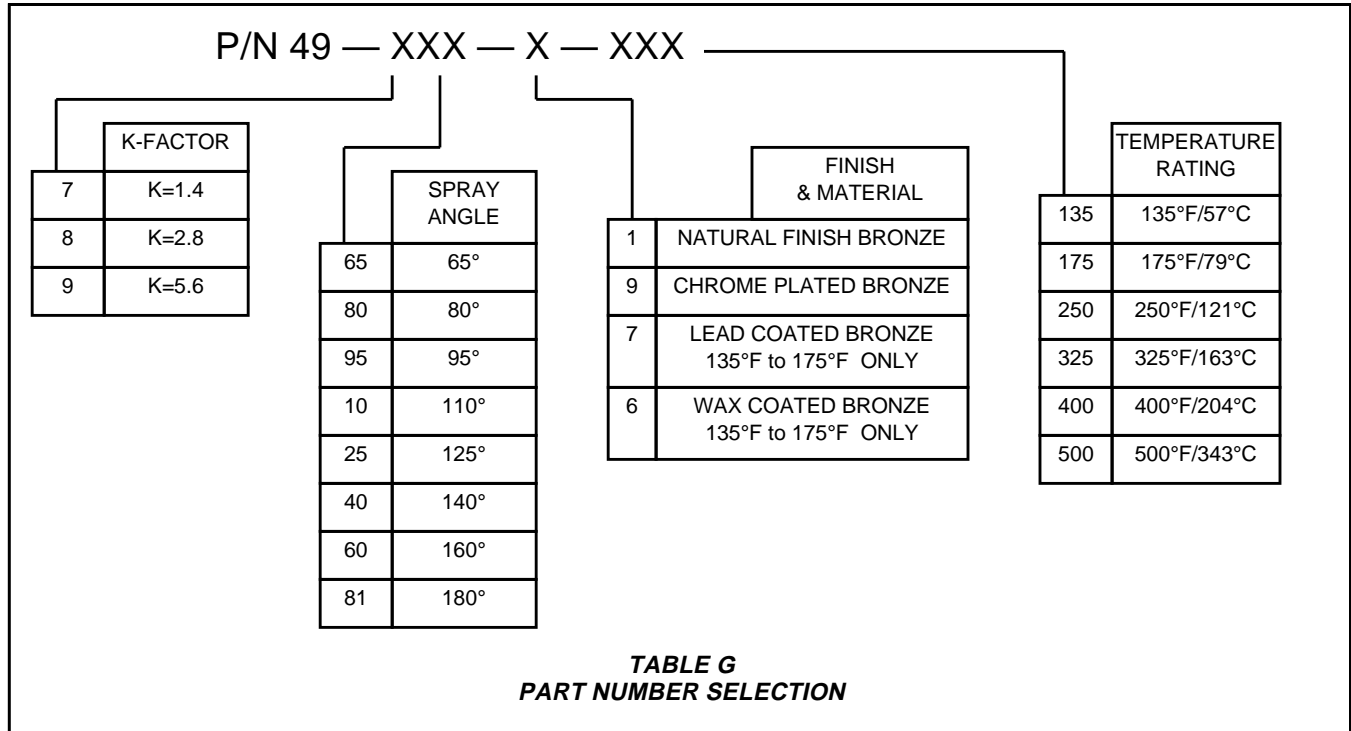 P/N 49 — XXX — X — XXX
K-FACTOR
7 K=1.4
8 K=2.8
9 K=5.6
SPRAY
ANGLE
65 65°
80 80°
95 95°
10 110°
25 125°
40 140°
60 160°
81 180°
FINISH
& MATERIAL
1 NATURAL FINISH BRONZE
9 CHROME PLATED BRONZE
7 LEAD COATED BRONZE
135°F to 175°F ONLY
6 WAX COATED BRONZE
135°F to 175°F ONLY
TEMPERATURE
RATING
135 135°F/57°C
175 175°F/79°C
250 250°F/121°C
325 325°F/163°C
400 400°F/204°C
500 500°F/343°C
TABLE G
PART NUMBER SELECTION